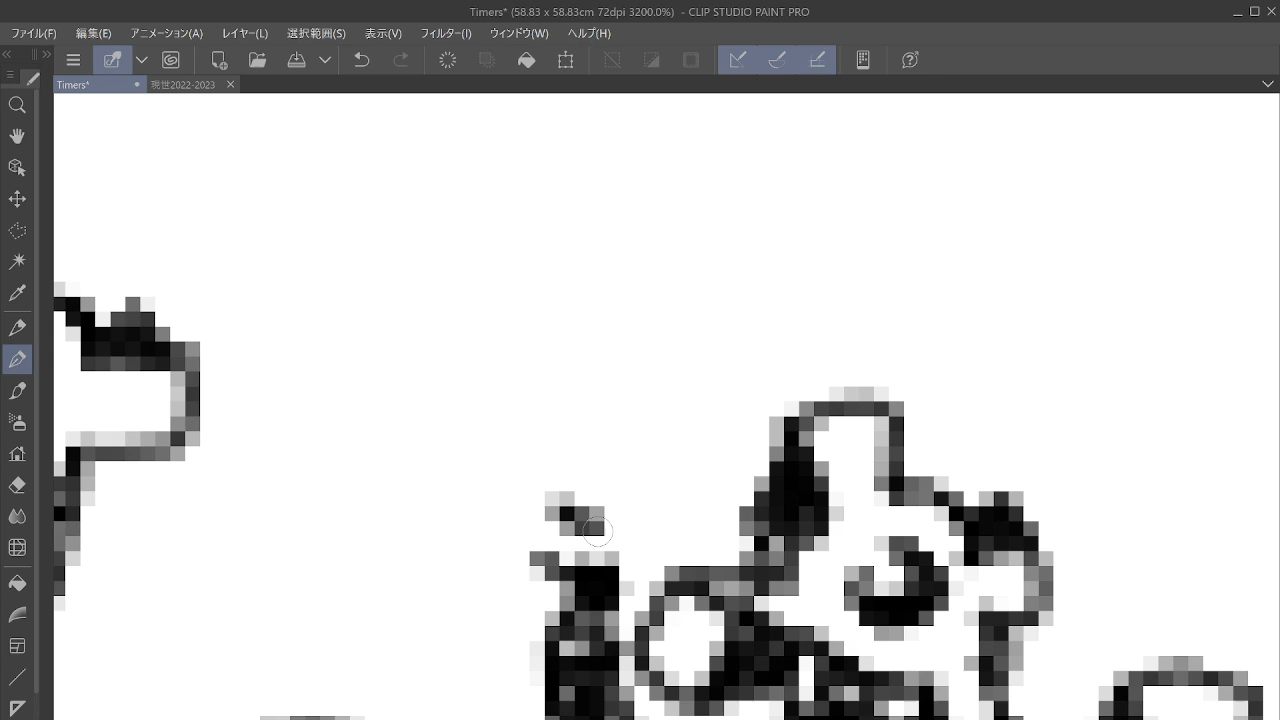 Timers* (58.83 x 58.83cm 72dpi 3200.0%)  - CLIP STUDIO PAINT PRO
ファイル(F) 編集(E) アニメーション(A) レイヤー(L) 選択範囲(S) 表示(V) フィルター(I) ウィンドウ(W) ヘルプ(H)
Timers* 現世2022-2023